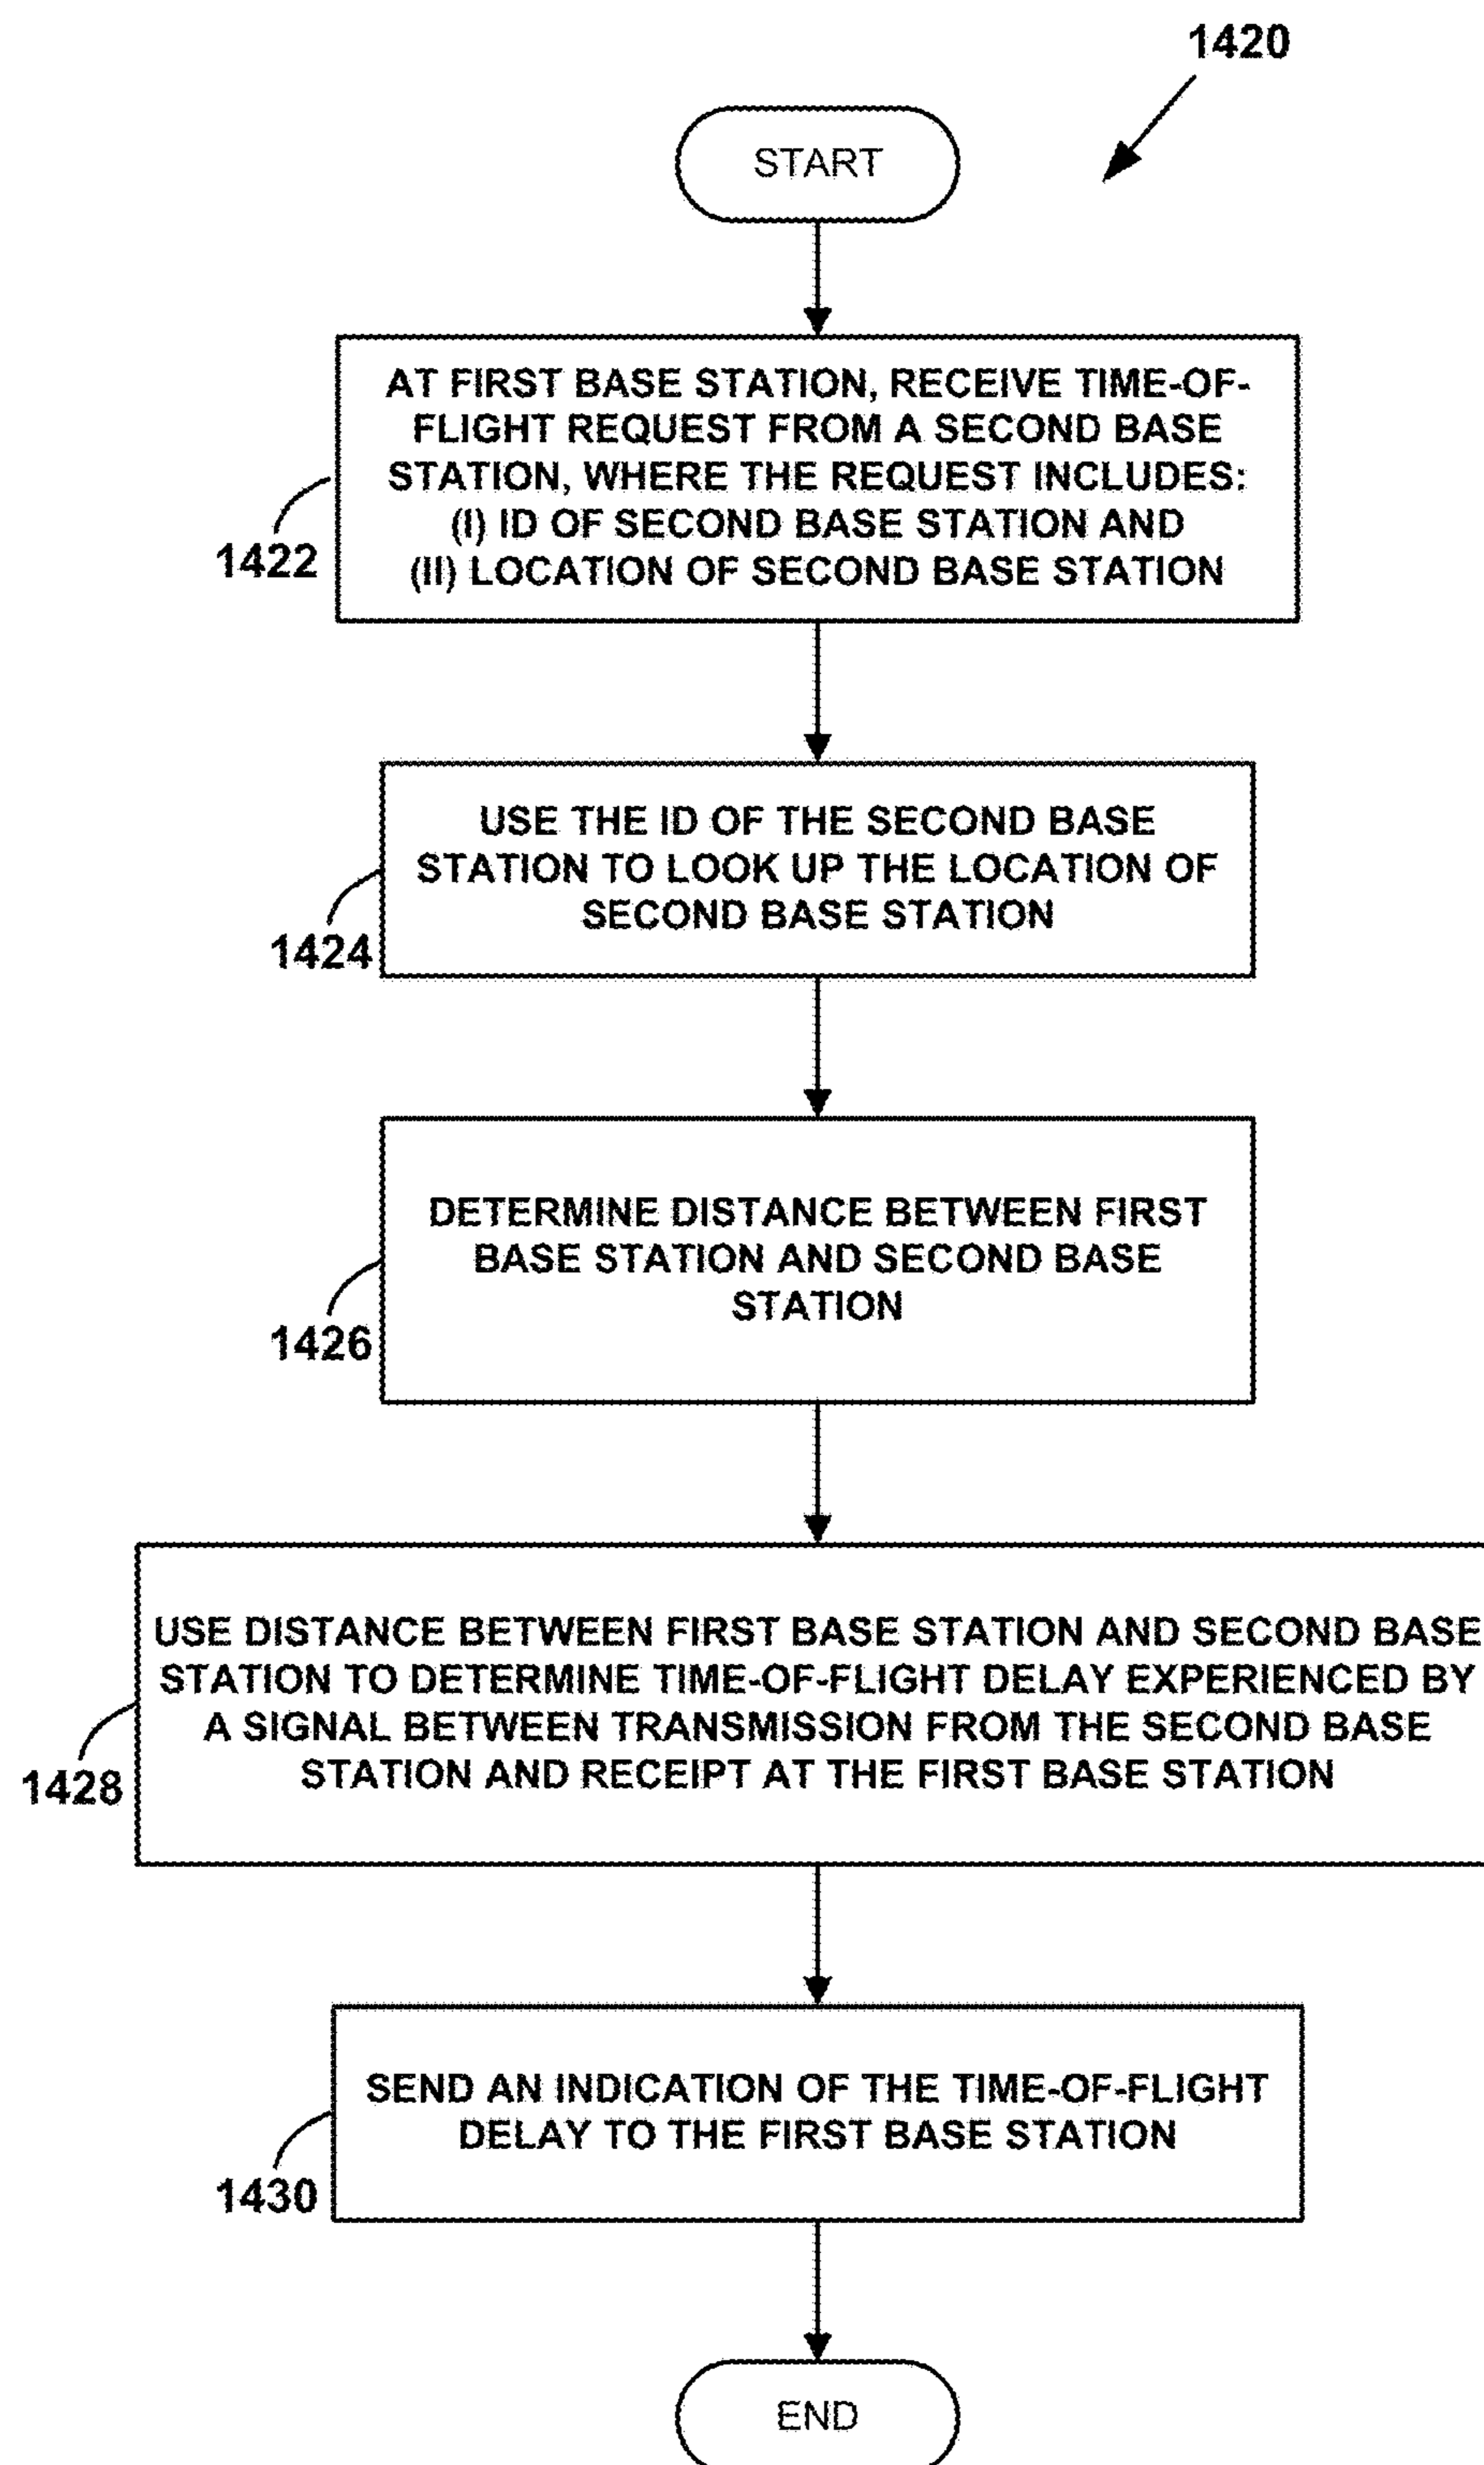 1420
START
AT FIRST BASE STATION, RECEIVE TIME-OF-
FLIGHT REQUEST FROM A SECOND BASE
STATION, WHERE THE REQUEST INCLUDES:
(I) ID OF SECOND BASE STATION AND
(II) LOCATION OF SECOND BASE STATION
1422
USE THE ID OF THE SECOND BASE
STATION TO LOOK UP THE LOCATION OF
SECOND BASE STATION
1424
DETERMINE DISTANCE BETWEEN FIRST
BASE STATION AND SECOND BASE
STATION
1426
USE DISTANCE BETWEEN FIRST BASE STATION AND SECOND BASE
STATION TO DETERMINE TIME-OF-FLIGHT DELAY EXPERIENCED BY
A SIGNAL BETWEEN TRANSMISSION FROM THE SECOND BASE
STATION AND RECEIPT AT THE FIRST BASE STATION
1428
SEND AN INDICATION OF THE TIME-OF-FLIGHT
DELAY TO THE FIRST BASE STATION
1430
END